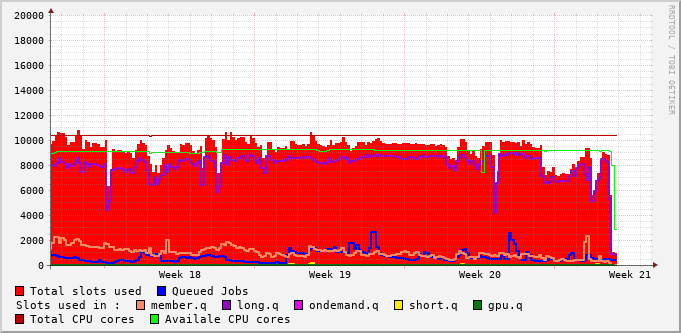 20000
18000
16000
14000
12000
10000
8000
6000
4000
2000
0
Week 18 Week 19 Week 20 Week 21
Total slots used Queued Jobs
Slots used in : member.q long.q ondemand.q short.q gpu.q
Total CPU cores Availale CPU cores
RRDTOOL / TOBI OETIKER